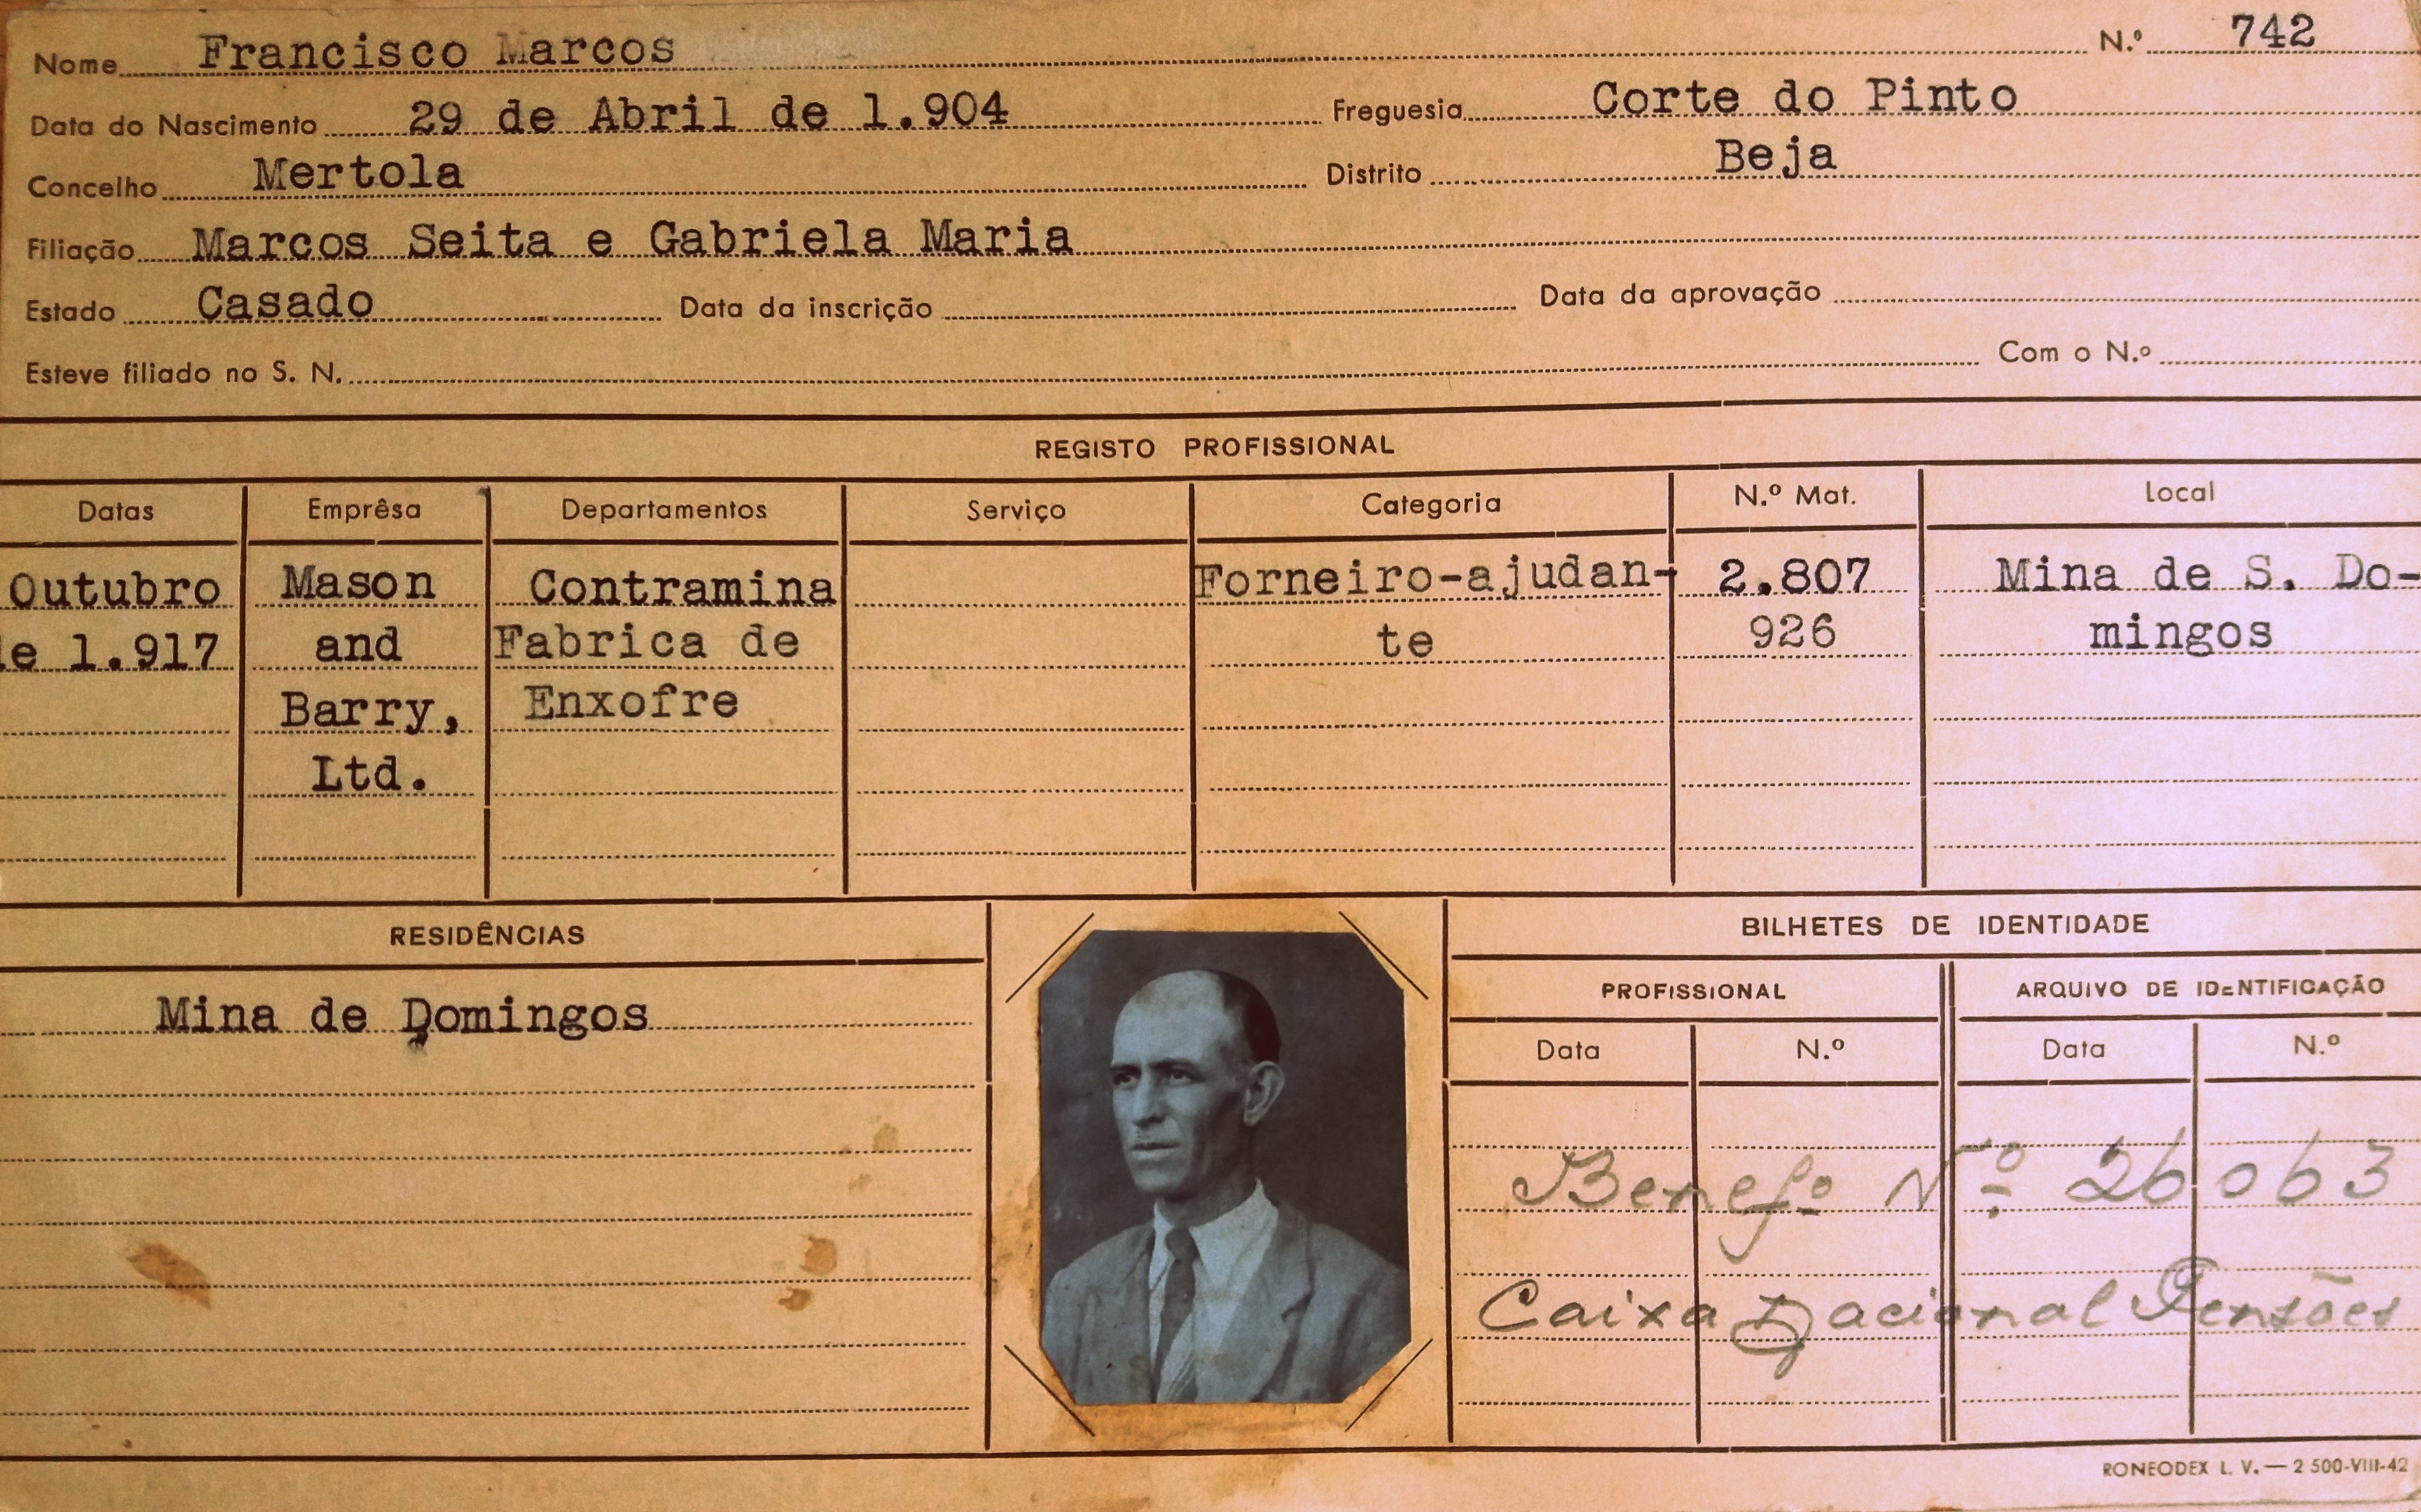 Nome Francisco Marcos N.º 742
Data do Nascimento 29 de Abril de 1.904 Freguesia Corte do Pinto
Concelho Mertola Distrito Beja
Filiação Marcos Seita e Gabriela Maria
Estado Casado Data da inscrição Data da aprovação
Esteve filiado no S. N. Com o N.º
REGISTO PROFISSIONAL
Datas Emprêsa Departamentos Serviço Categoria N.º Mat. Local
Outubro Mason Contramina Forneiro-ajudan- 2.807 Mina de S. Do-
e 1.917 and Fabrica de te 926 mingos
Barry, Enxofre
Ltd.
RESIDÊNCIAS BILHETES DE IDENTIDADE
PROFISSIONAL ARQUIVO DE IDENTIFICAÇÃO
Mina de Domingos
Data N.º Data N.º
Benefº Nº 26063
Caixa Nacional Pensões
RONEODEX L. V. — 2 500-VIII-42